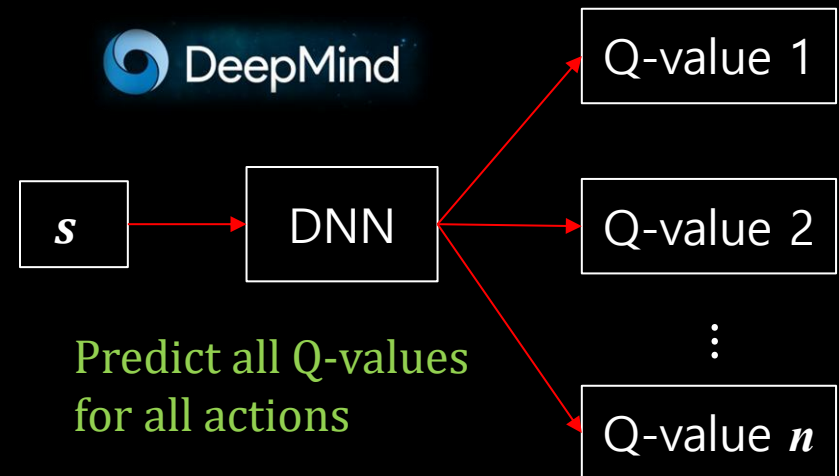 DeepMind
Q-value 1
s
DNN
Q-value 2
⋮
Predict all Q-values
for all actions
Q-value n